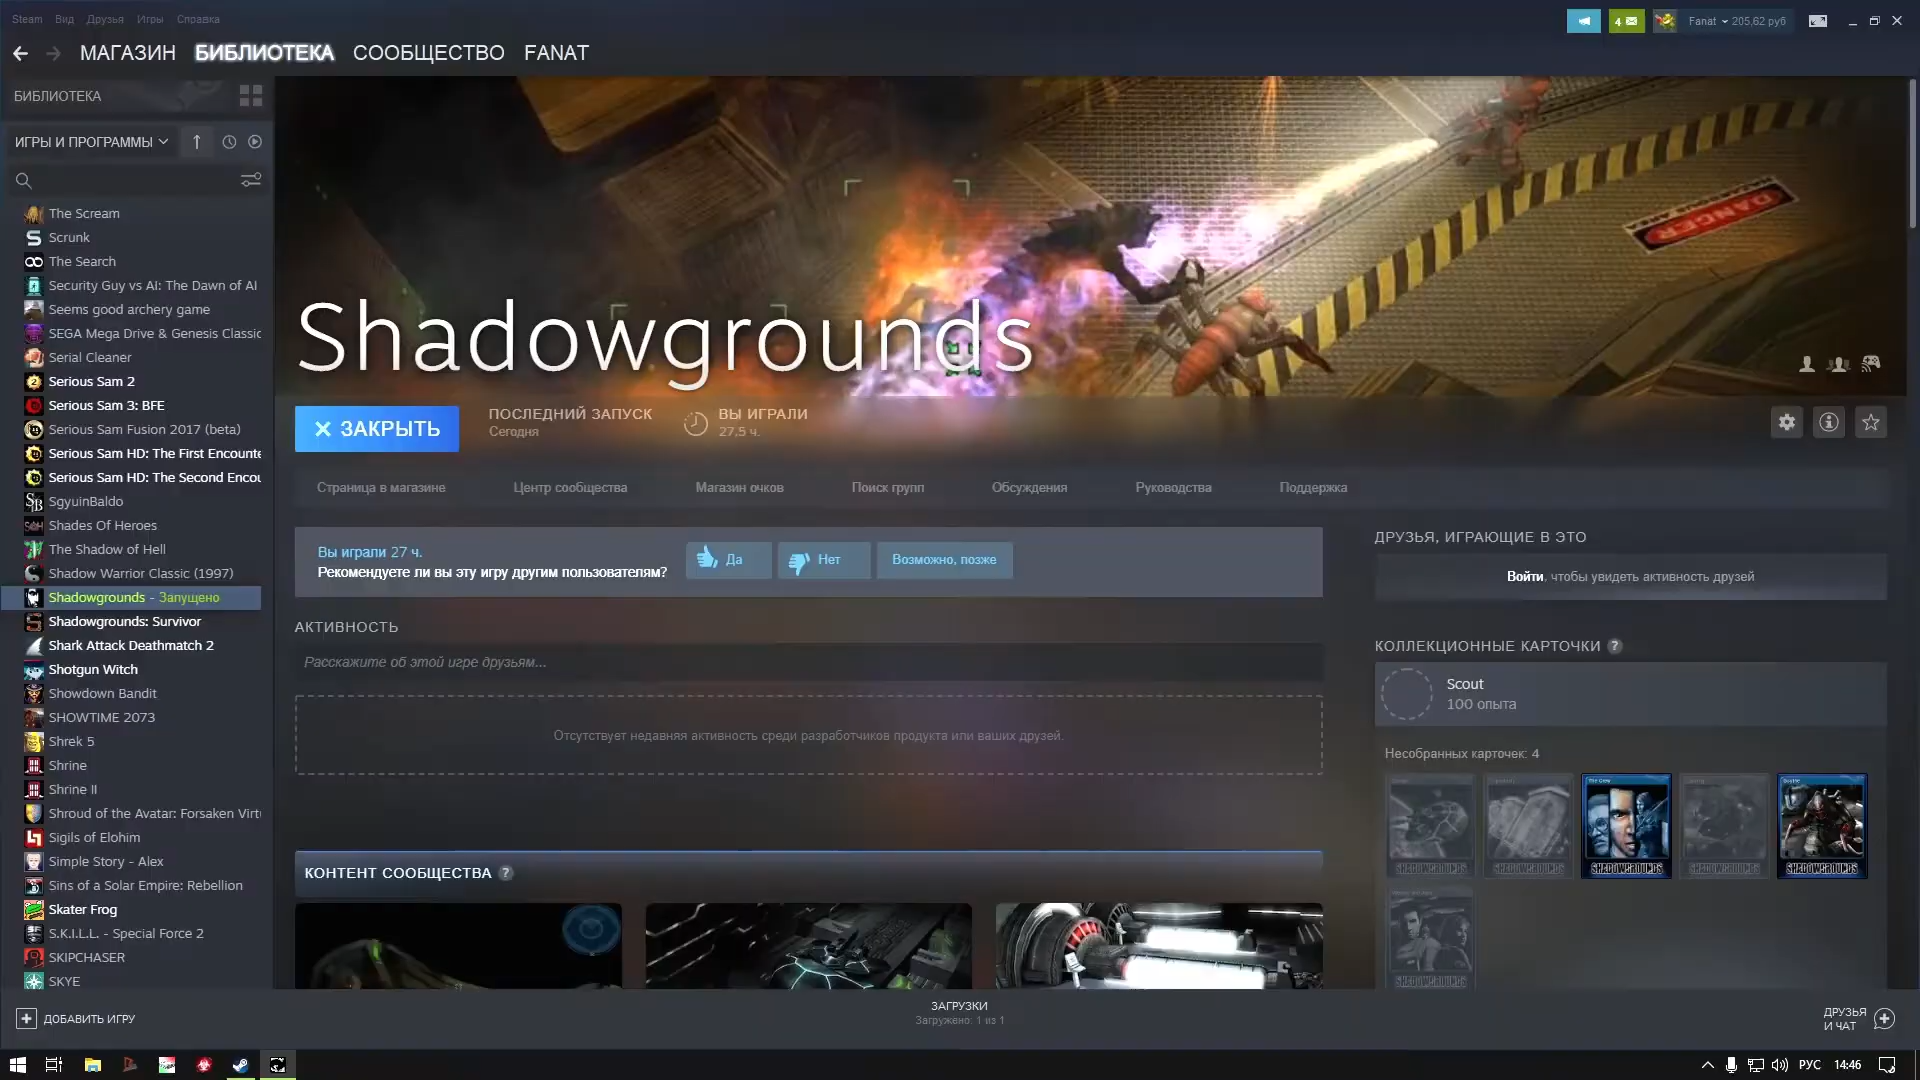 Steam Вид Друзья Игры Справка
4 Fanat 205,62 руб
МАГАЗИН БИБЛИОТЕКА СООБЩЕСТВО FANAT
БИБЛИОТЕКА
ИГРЫ И ПРОГРАММЫ
The Scream
Scrunk
The Search
Security Guy vs AI: The Dawn of AI
Seems good archery game
SEGA Mega Drive & Genesis Classic
Serial Cleaner
Serious Sam 2
Serious Sam 3: BFE
Serious Sam Fusion 2017 (beta)
Serious Sam HD: The First Encounte
Serious Sam HD: The Second Encou
SgyuinBaldo
Shades Of Heroes
The Shadow of Hell
Shadow Warrior Classic (1997)
Shadowgrounds - Запущено
Shadowgrounds: Survivor
Shark Attack Deathmatch 2
Shotgun Witch
Showdown Bandit
SHOWTIME 2073
Shrek 5
Shrine
Shrine II
Shroud of the Avatar: Forsaken Virt
Sigils of Elohim
Simple Story - Alex
Sins of a Solar Empire: Rebellion
Skater Frog
S.K.I.L.L. - Special Force 2
SKIPCHASER
SKYE
DANGER
Shadowgrounds
ЗАКРЫТЬ
ПОСЛЕДНИЙ ЗАПУСК
Сегодня
ВЫ ИГРАЛИ
27,5 ч.
Страница в магазине Центр сообщества Магазин очков Поиск групп Обсуждения Руководства Поддержка
Вы играли 27 ч.
Рекомендуете ли вы эту игру другим пользователям?
Да Нет Возможно, позже
АКТИВНОСТЬ
Расскажите об этой игре друзьям...
Отсутствует недавняя активность среди разработчиков продукта или ваших друзей.
КОНТЕНТ СООБЩЕСТВА ?
ДРУЗЬЯ, ИГРАЮЩИЕ В ЭТО
Войти, чтобы увидеть активность друзей
КОЛЛЕКЦИОННЫЕ КАРТОЧКИ ?
Scout
100 опыта
Несобранных карточек: 4
SHADOWGROUNDS SHADOWGROUNDS SHADOWGROUNDS SHADOWGROUNDS SHADOWGROUNDS
SHADOWGROUNDS
ДОБАВИТЬ ИГРУ
ЗАГРУЗКИ
Загружено: 1 из 1
ДРУЗЬЯ
И ЧАТ
РУС 14:46